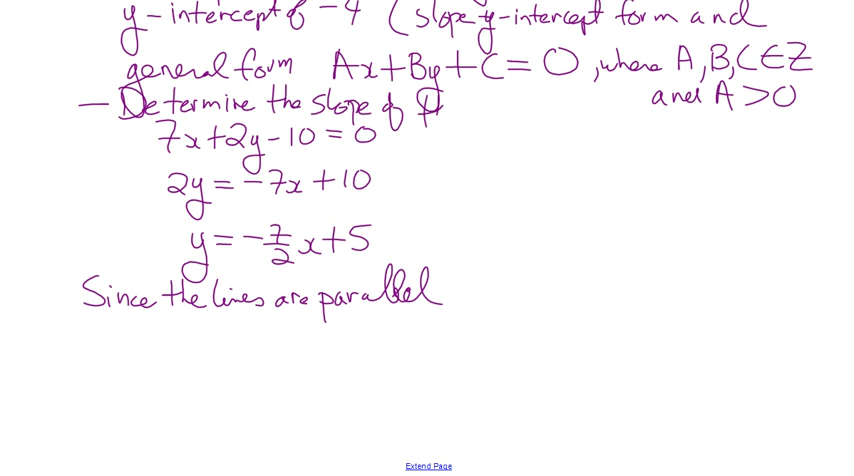 y-intercept of -4 (slope y-intercept form and
general form Ax+By+C=0, where A, B, C ∈ Z
and A>0
- Determine the slope of
7x+2y-10=0
2y=-7x+10
y=-7/2x+5
Since the lines are parallel
Extend Page